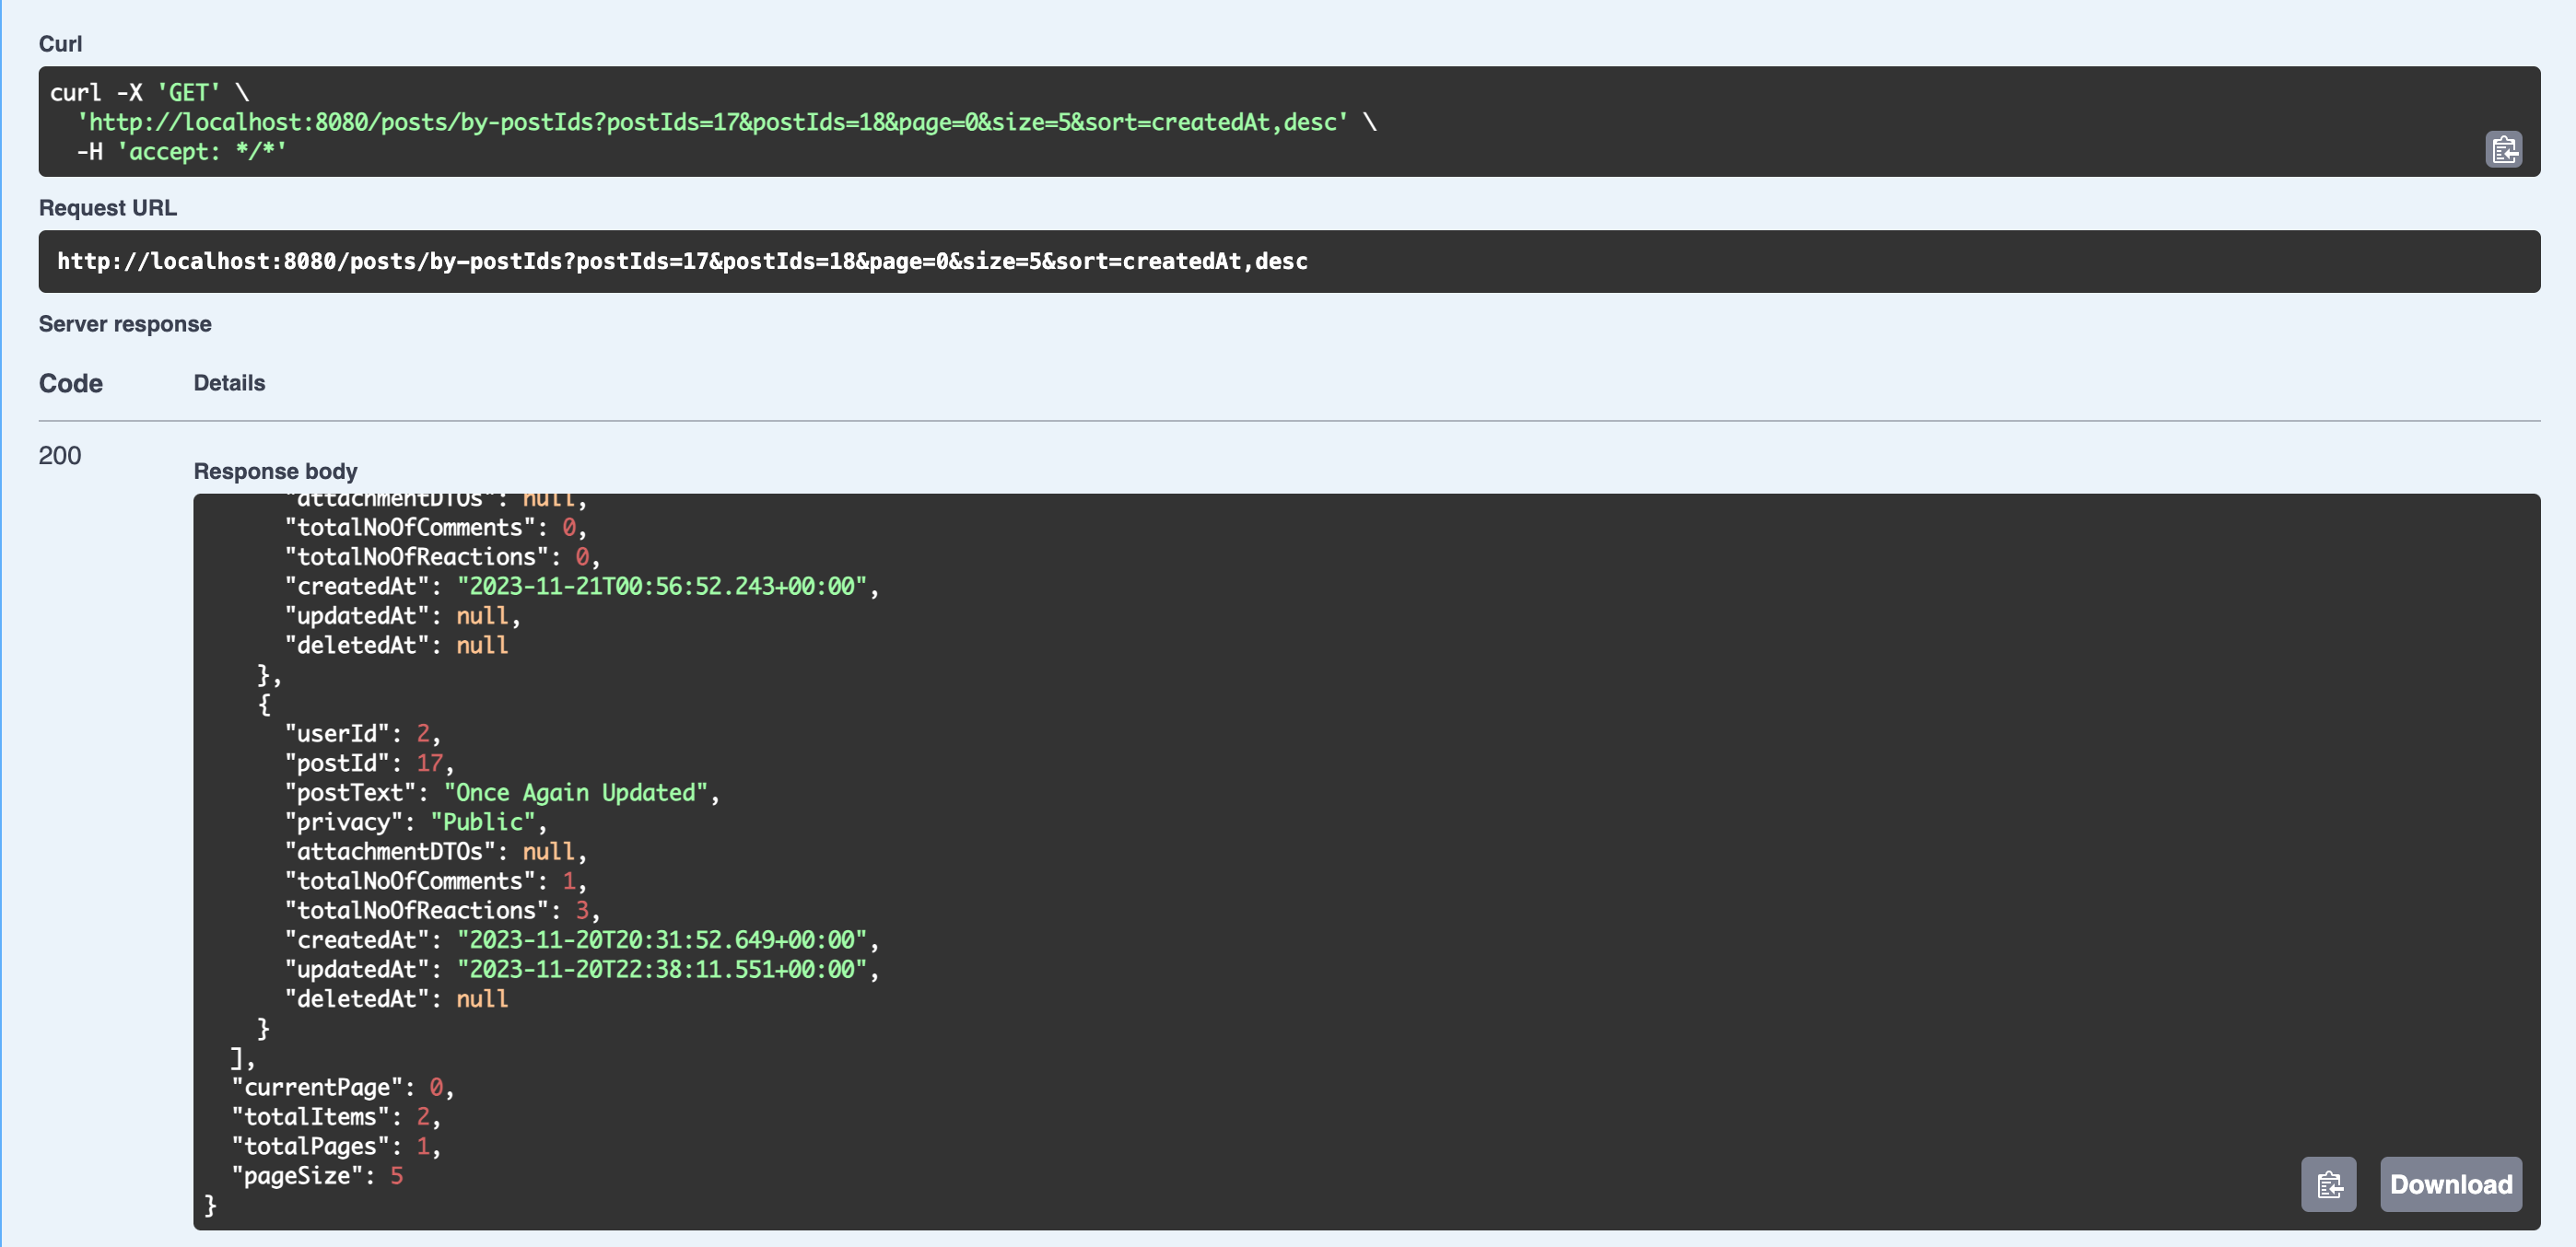 Curl
curl -X 'GET' \
  'http://localhost:8080/posts/by-postIds?postIds=17&postIds=18&page=0&size=5&sort=createdAt,desc' \
  -H 'accept: */*'
Request URL
http://localhost:8080/posts/by-postIds?postIds=17&postIds=18&page=0&size=5&sort=createdAt,desc
Server response
Code Details
200
Response body
      "attachmentDTOs": null,
      "totalNoOfComments": 0,
      "totalNoOfReactions": 0,
      "createdAt": "2023-11-21T00:56:52.243+00:00",
      "updatedAt": null,
      "deletedAt": null
    },
    {
      "userId": 2,
      "postId": 17,
      "postText": "Once Again Updated",
      "privacy": "Public",
      "attachmentDTOs": null,
      "totalNoOfComments": 1,
      "totalNoOfReactions": 3,
      "createdAt": "2023-11-20T20:31:52.649+00:00",
      "updatedAt": "2023-11-20T22:38:11.551+00:00",
      "deletedAt": null
    }
  ],
  "currentPage": 0,
  "totalItems": 2,
  "totalPages": 1,
  "pageSize": 5
}
Download